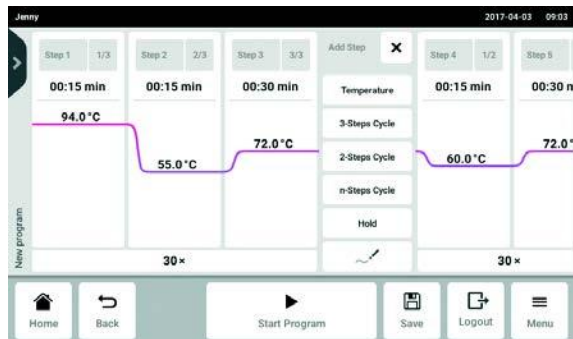 Jenny 2017-04-03 09:03
Step 1 1/3 Step 2 2/3 Step 3 3/3 Add Step × Step 4 1/2 Step 5
00:15 min 00:15 min 00:30 min Temperature 00:15 min 00:30 m
94.0°C 3-Steps Cycle
72.0°C 2-Steps Cycle 72.0°
55.0°C 60.0°C
n-Steps Cycle
Hold
New program
30× 30×
Home Back Start Program Save Logout Menu